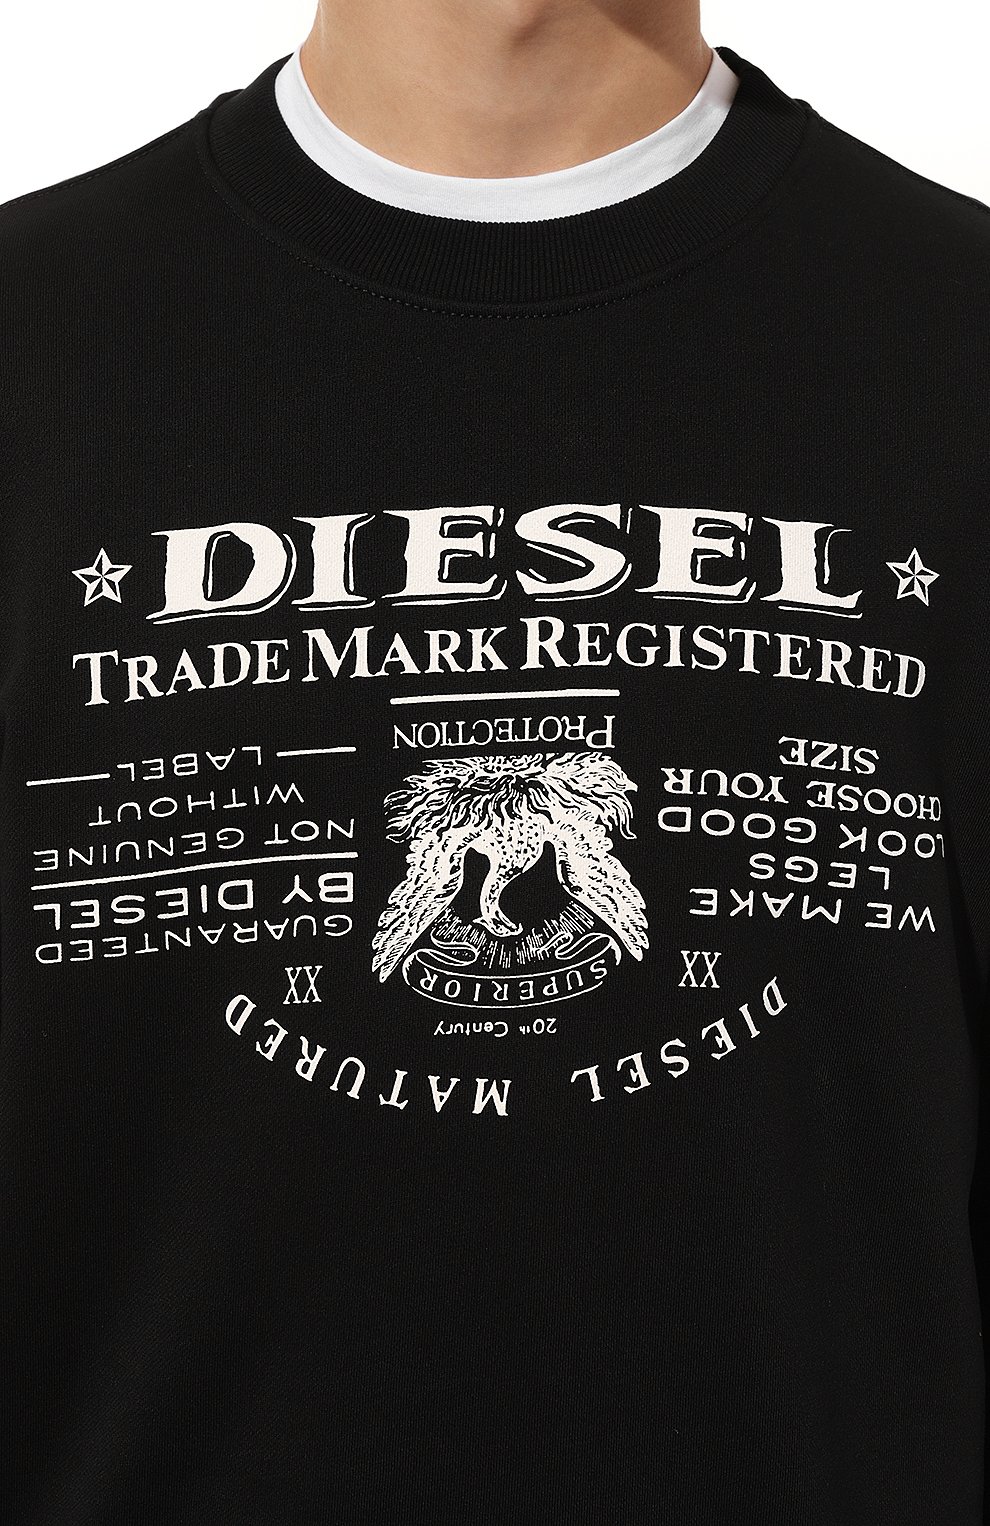 DIESEL
TRADE MARK REGISTERED
DIESEL MATURED
20th Century
XX
XX
SUPERIOR
PROTECTION
WE MAKE
LEGS
LOOK GOOD
CHOOSE YOUR
SIZE
GUARANTEED
BY DIESEL
NOT GENUINE
WITHOUT
LABEL